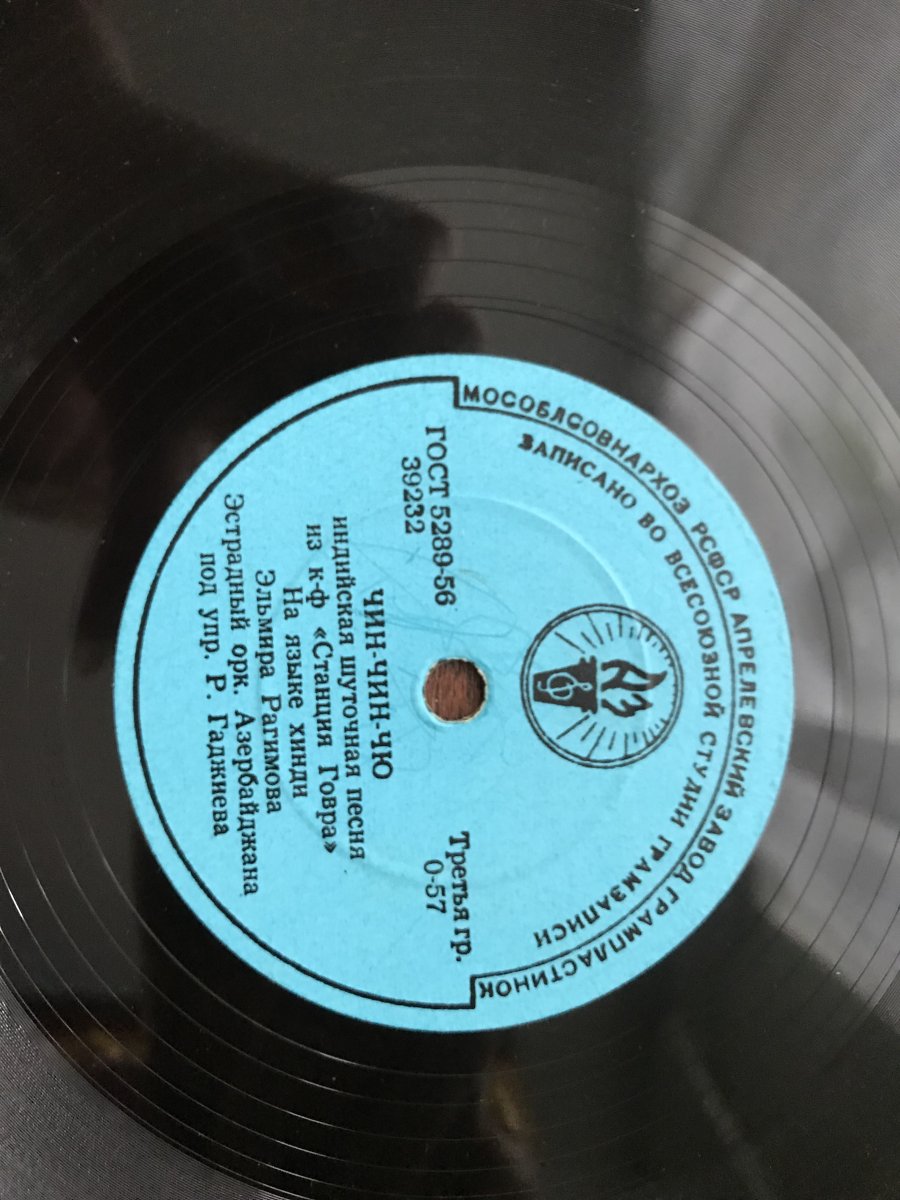 МОСОБЛСОВНАРХОЗ РСФСР АПРЕЛЕВСКИЙ ЗАВОД ГРАМПЛАСТИНОК
ЗАПИСАНО ВО ВСЕСОЮЗНОЙ СТУДИИ ГРАМЗАПИСИ
ГОСТ 5289-56
39232
Третья гр.
0-57
ЧИН-ЧИН-ЧЮ
индийская шуточная песня
из к-ф «Станция Говра»
На языке хинди
Эльмира Рагимова
Эстрадный орк. Азербайджана
под упр. Р. Гаджиева